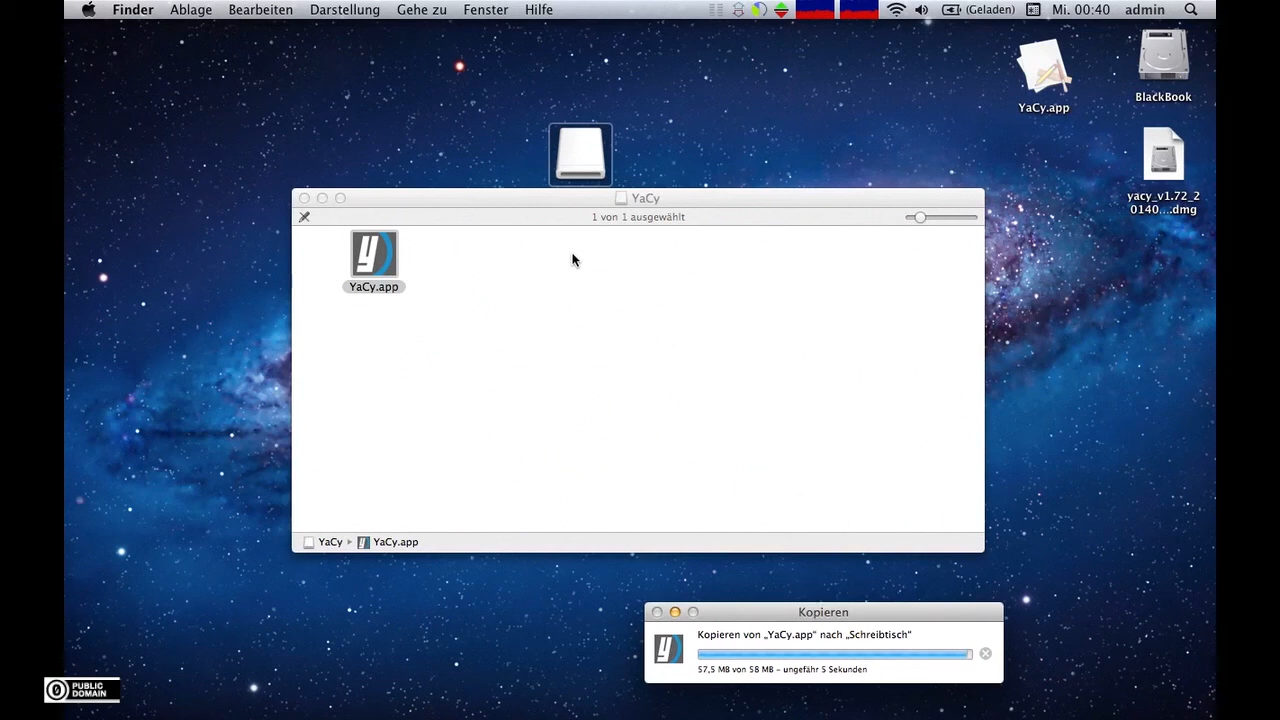 Finder Ablage Bearbeiten Darstellung Gehe zu Fenster Hilfe (Geladen) Mi. 00:40 admin
YaCy.app
BlackBook
yacy_v1.72_2
0140....dmg
YaCy
1 von 1 ausgewählt
y
YaCy.app
YaCy ▸ YaCy.app
Kopieren
Kopieren von „YaCy.app“ nach „Schreibtisch“
y
57,5 MB von 58 MB – ungefähr 5 Sekunden
0 PUBLIC
DOMAIN